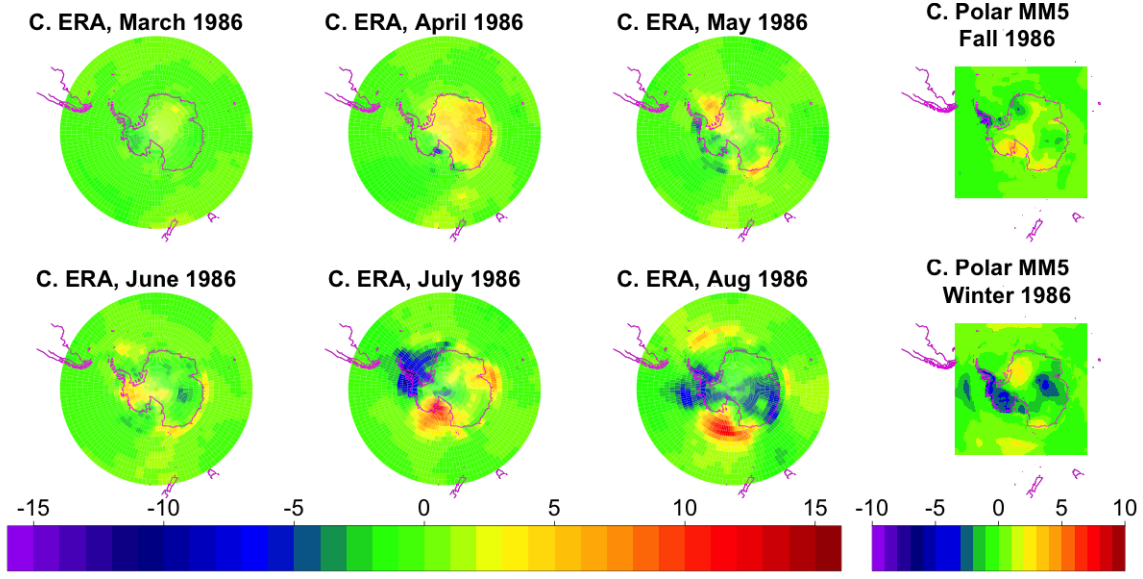 C. ERA, March 1986
C. ERA, April 1986
C. ERA, May 1986
C. Polar MM5
Fall 1986
C. ERA, June 1986
C. ERA, July 1986
C. ERA, Aug 1986
C. Polar MM5
Winter 1986
-15 -10 -5 0 5 10 15
-10 -5 0 5 10